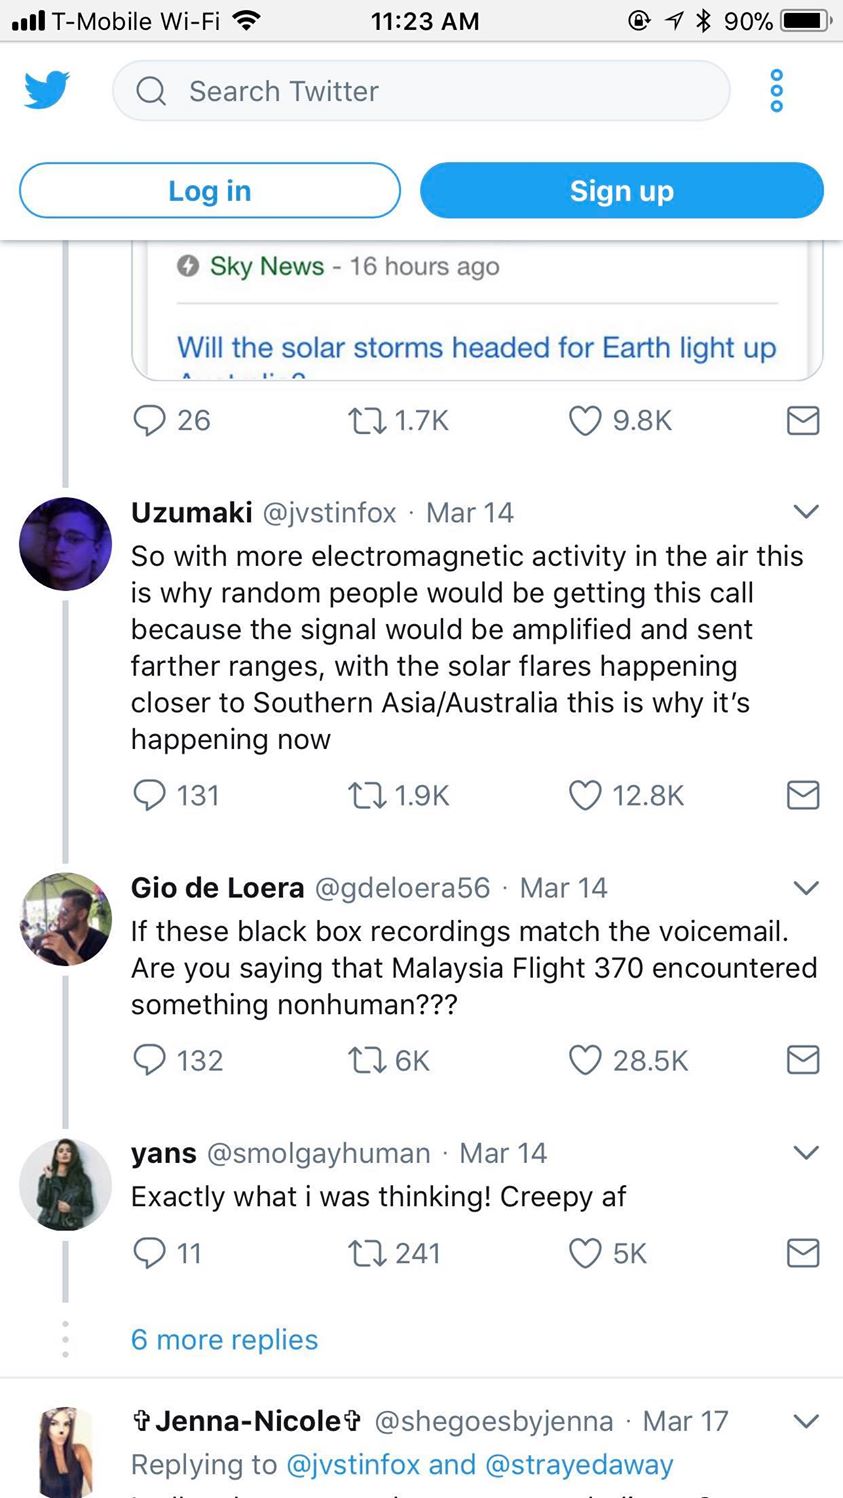 T-Mobile Wi-Fi 11:23 AM 90%
Search Twitter
Log in Sign up
Sky News - 16 hours ago
Will the solar storms headed for Earth light up
26 1.7K 9.8K
Uzumaki @jvstinfox · Mar 14
So with more electromagnetic activity in the air this
is why random people would be getting this call
because the signal would be amplified and sent
farther ranges, with the solar flares happening
closer to Southern Asia/Australia this is why it’s
happening now
131 1.9K 12.8K
Gio de Loera @gdeloera56 · Mar 14
If these black box recordings match the voicemail.
Are you saying that Malaysia Flight 370 encountered
something nonhuman???
132 6K 28.5K
yans @smolgayhuman · Mar 14
Exactly what i was thinking! Creepy af
11 241 5K
6 more replies
✞Jenna-Nicole✞ @shegoesbyjenna · Mar 17
Replying to @jvstinfox and @strayedaway